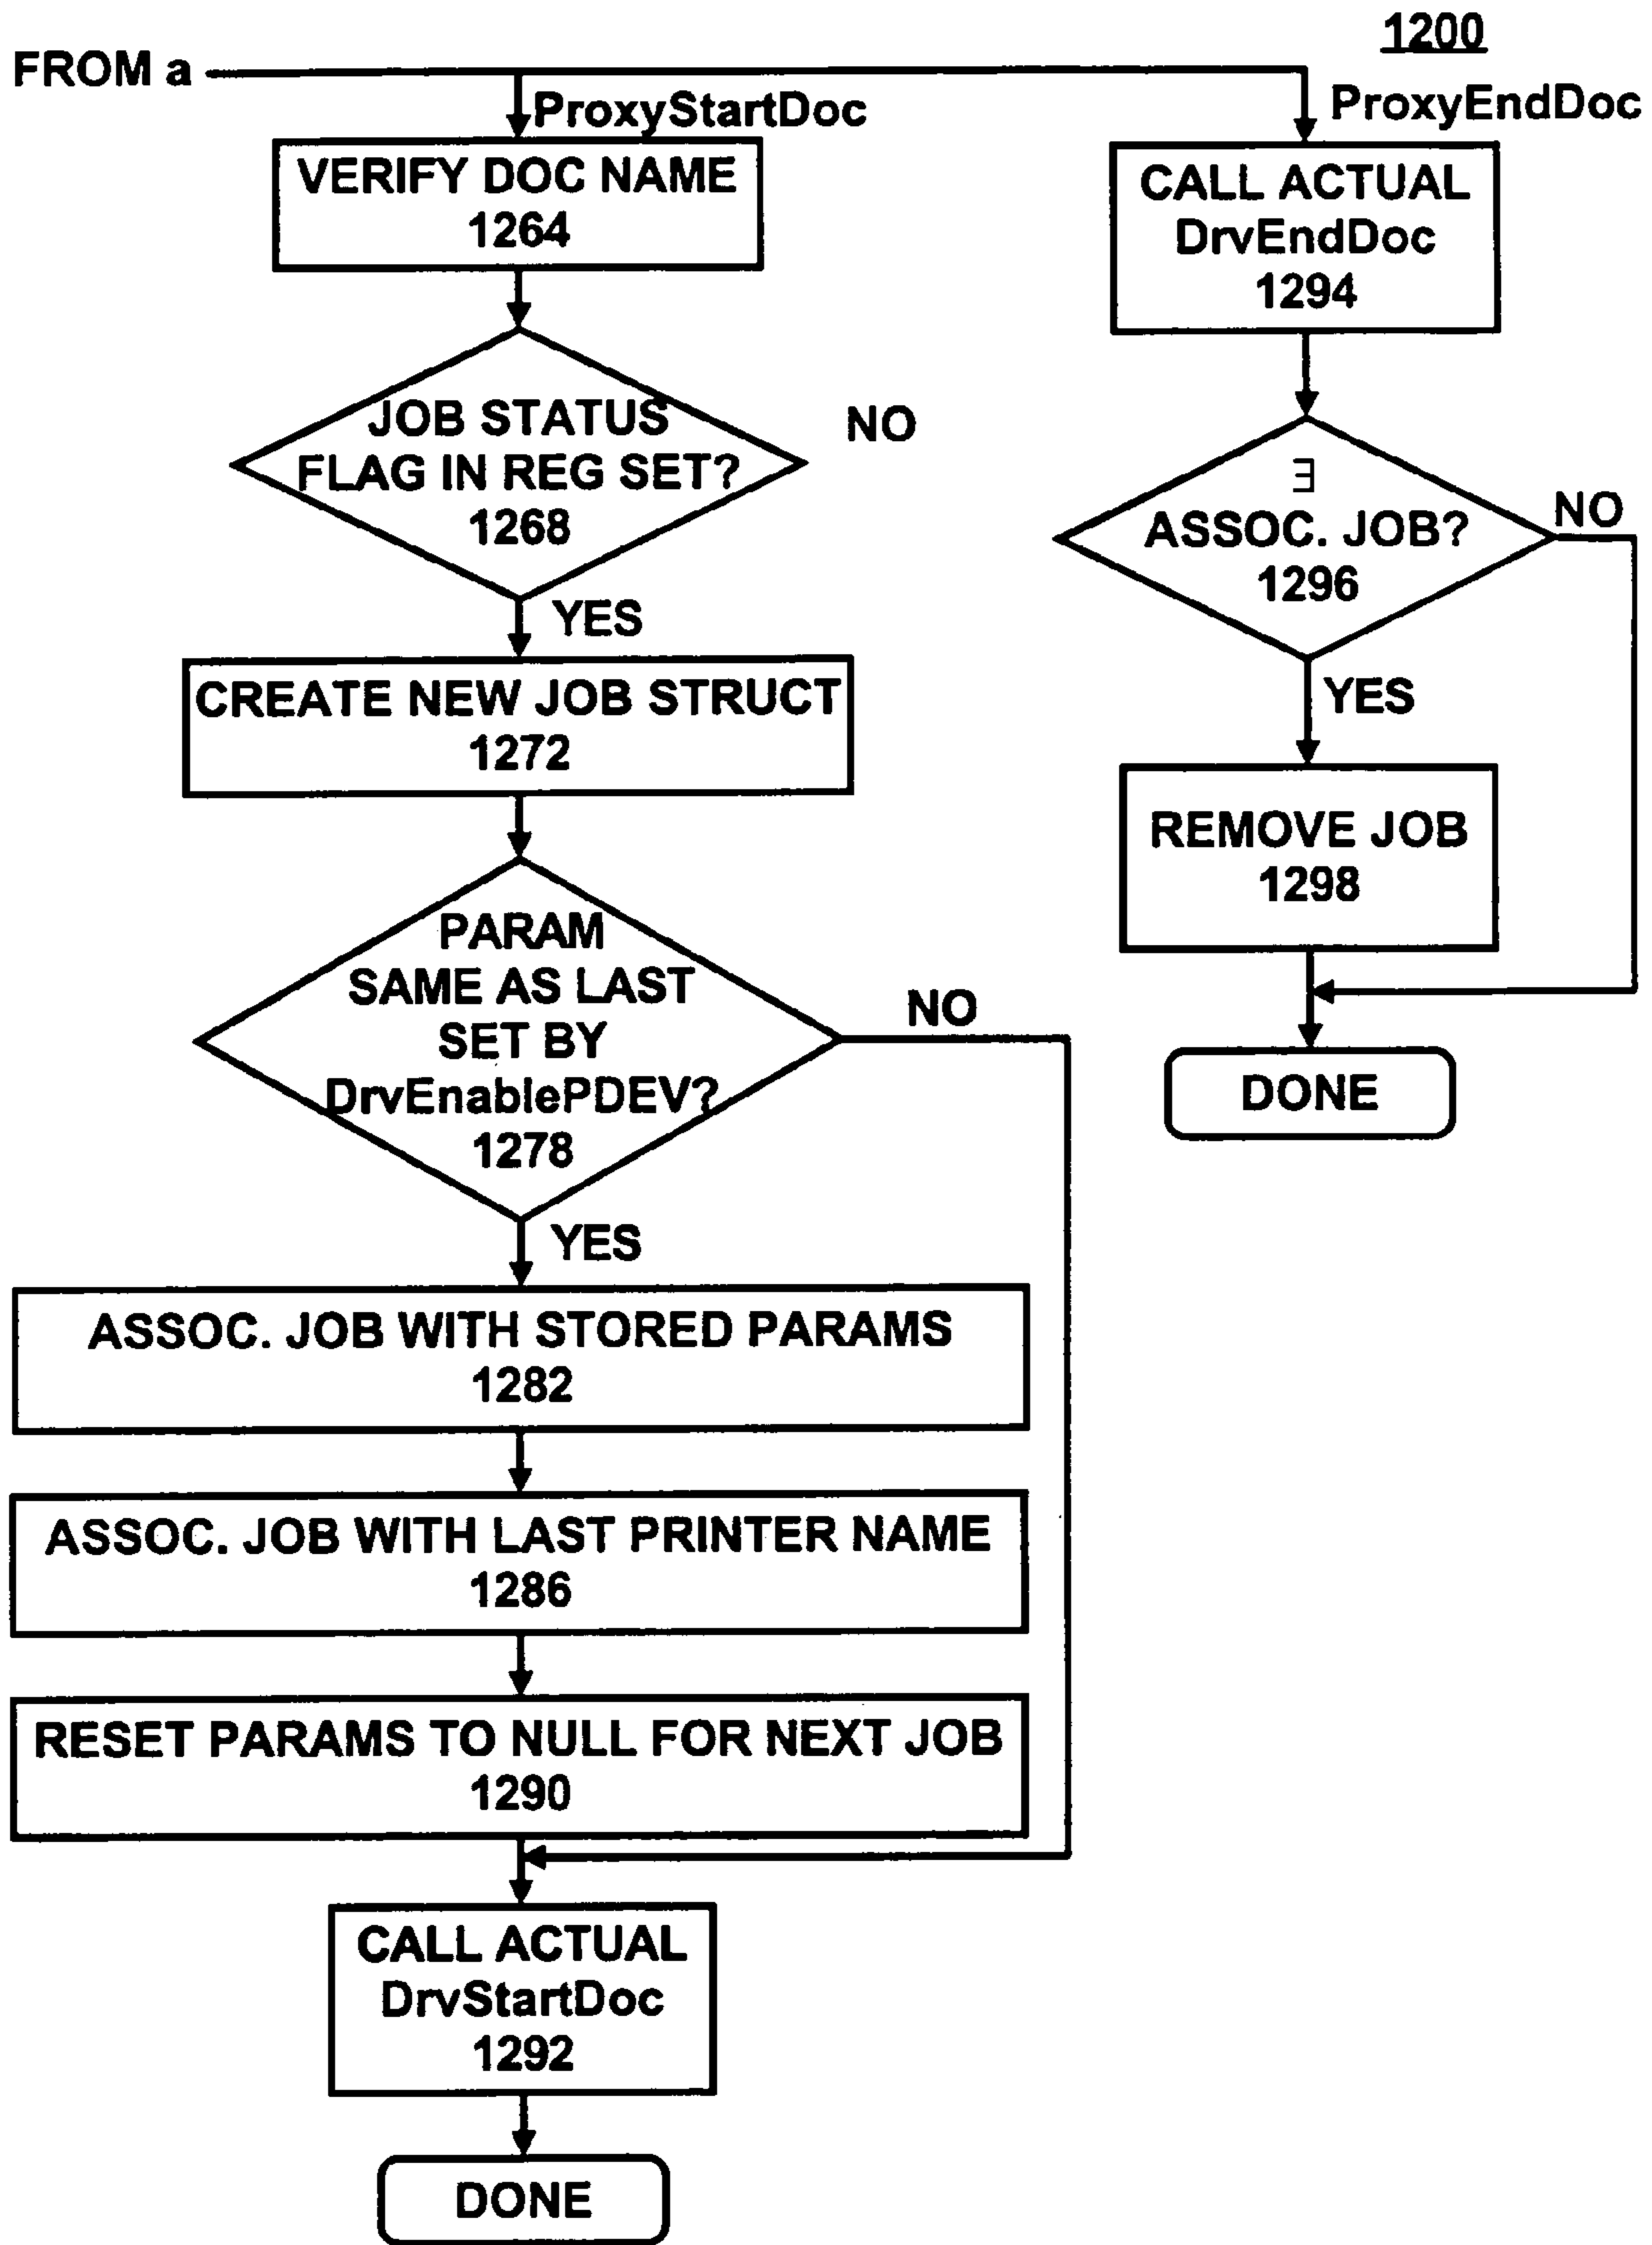 1200
FROM a
ProxyStartDoc
VERIFY DOC NAME
1264
JOB STATUS
FLAG IN REG SET?
1268
NO
YES
CREATE NEW JOB STRUCT
1272
PARAM
SAME AS LAST
SET BY
DrvEnablePDEV?
1278
NO
YES
ASSOC. JOB WITH STORED PARAMS
1282
ASSOC. JOB WITH LAST PRINTER NAME
1286
RESET PARAMS TO NULL FOR NEXT JOB
1290
CALL ACTUAL
DrvStartDoc
1292
DONE
ProxyEndDoc
CALL ACTUAL
DrvEndDoc
1294
∃
ASSOC. JOB?
1296
NO
YES
REMOVE JOB
1298
DONE